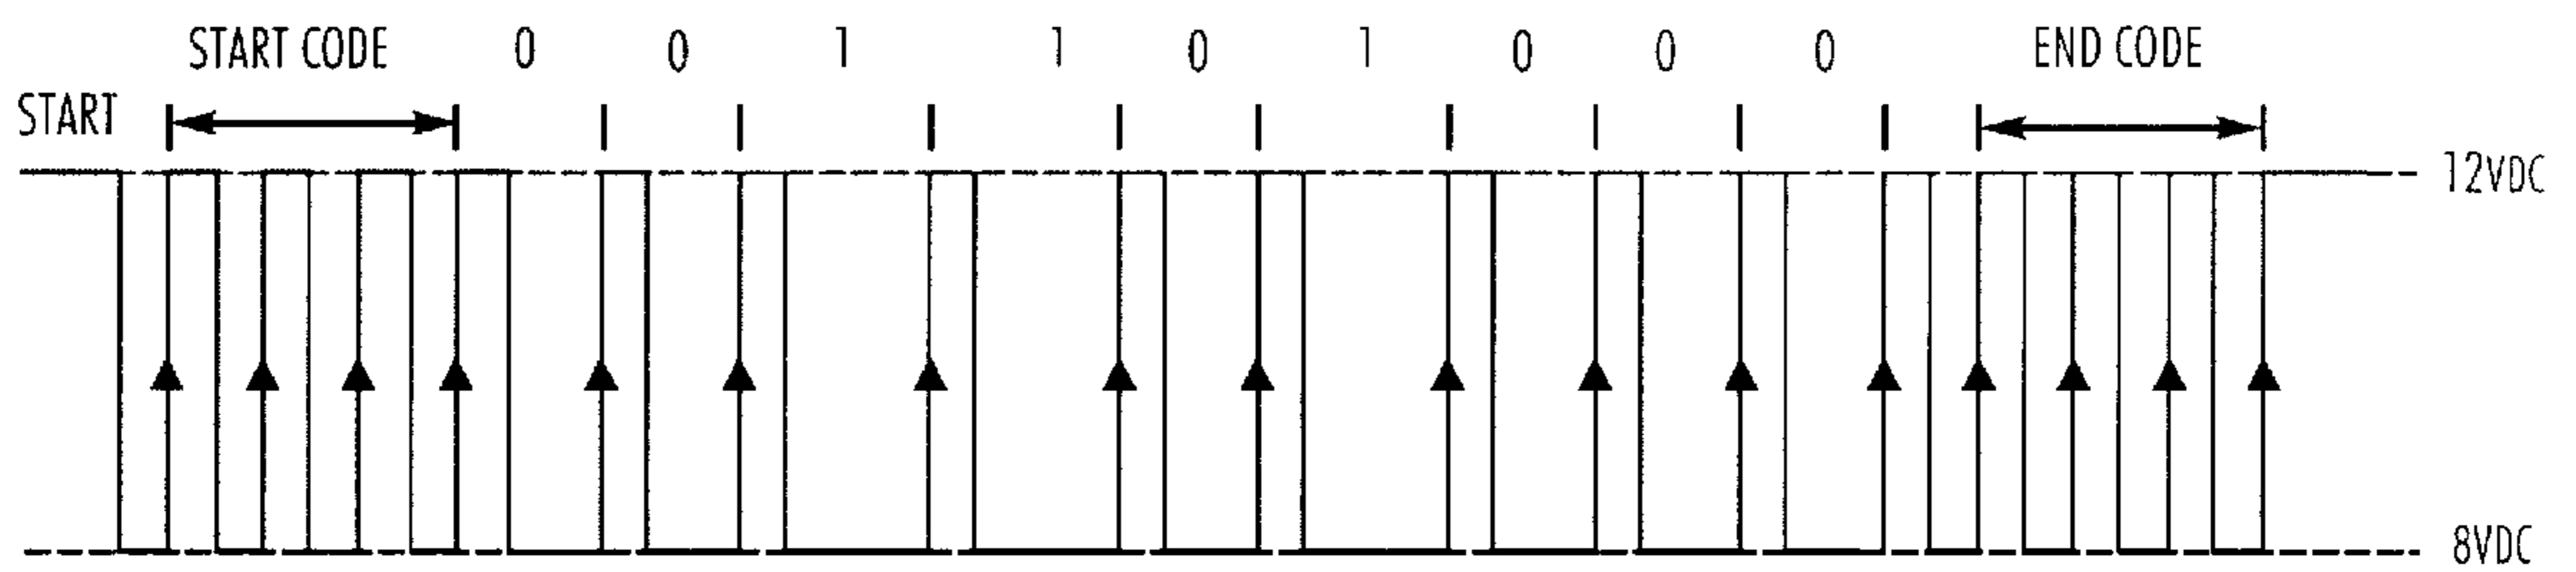 START CODE 0 0 1 1 0 1 0 0 0 END CODE
START
12VDC
8VDC